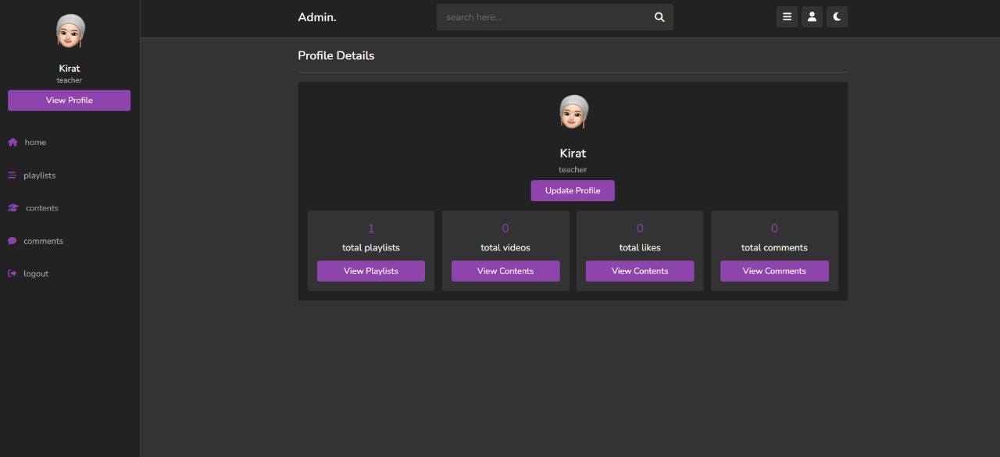 Kirat
teacher
View Profile
home
playlists
contents
comments
logout
Admin.
search here...
Profile Details
Kirat
teacher
Update Profile
1
total playlists
View Playlists
0
total videos
View Contents
0
total likes
View Contents
0
total comments
View Comments